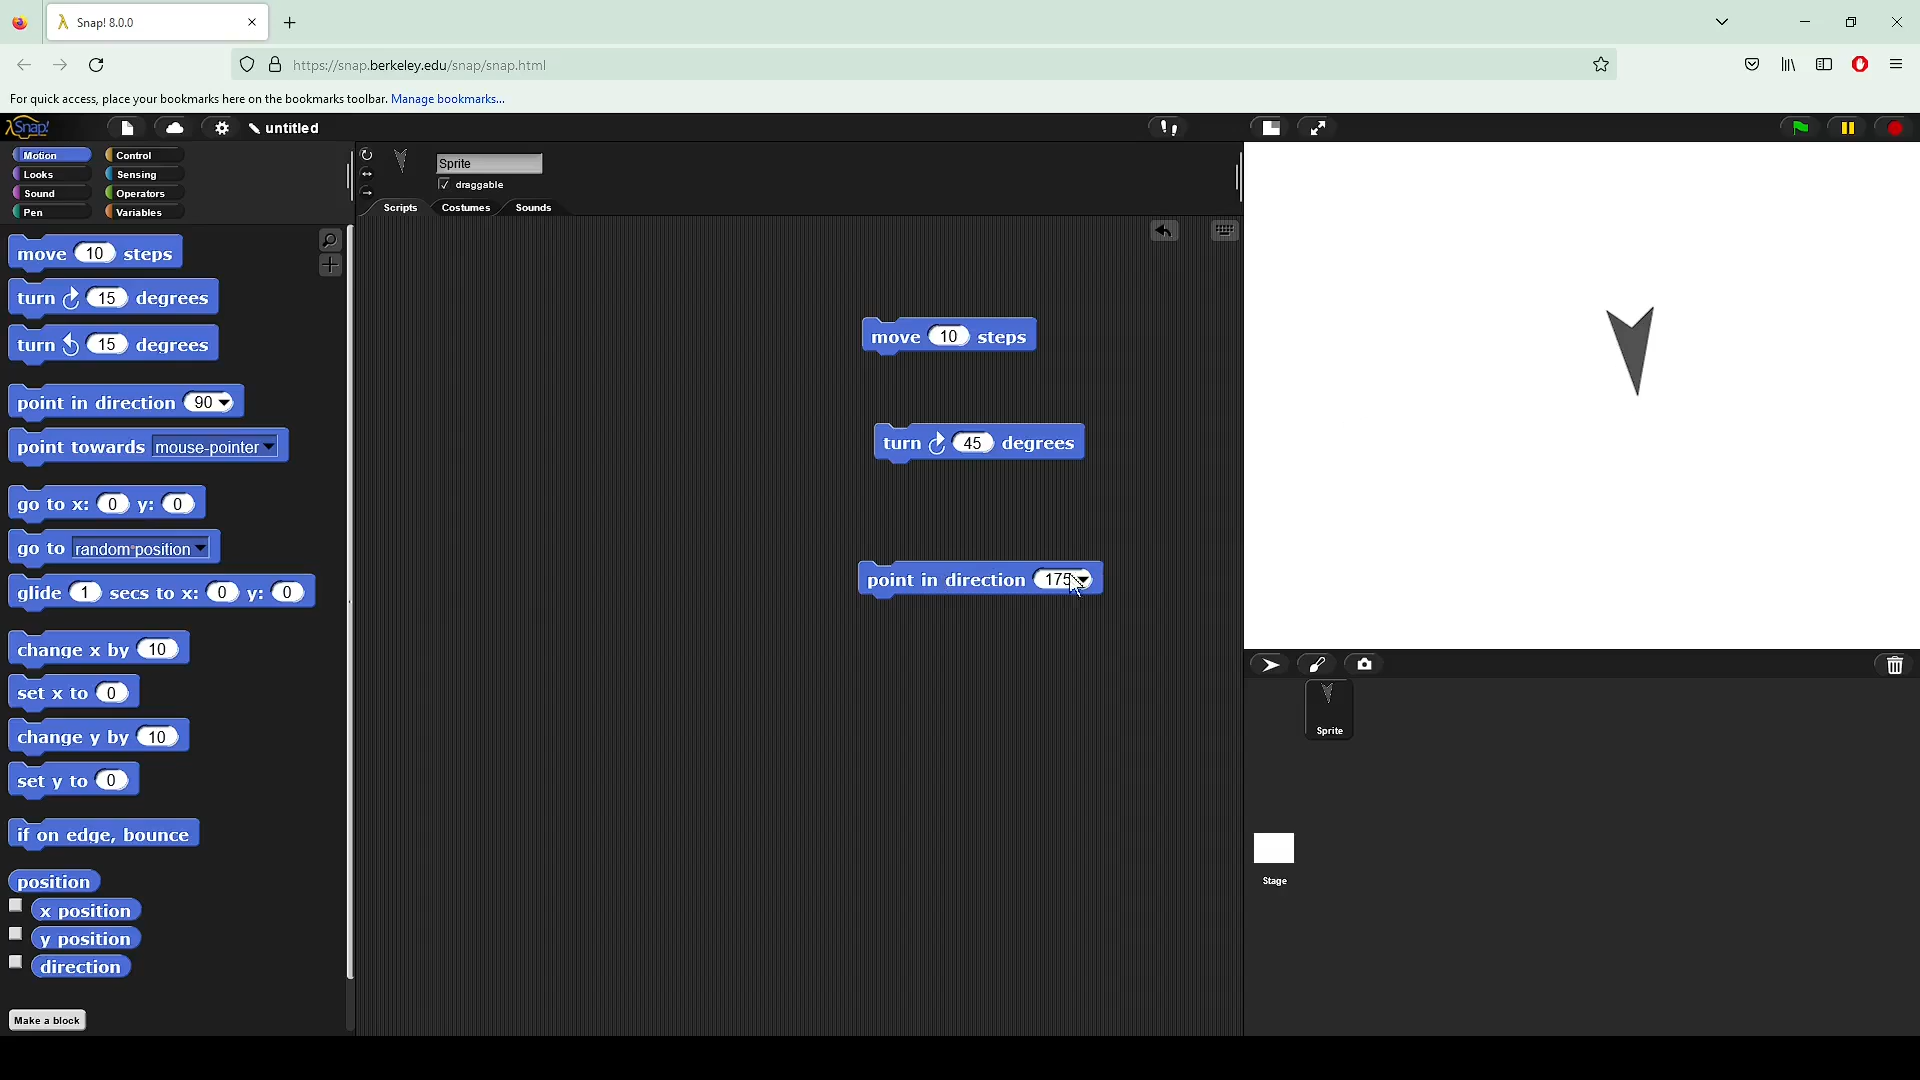 Snap! 8.0.0
https://snap.berkeley.edu/snap/snap.html
For quick access, place your bookmarks here on the bookmarks toolbar. Manage bookmarks...
Snap!
untitled
Motion
Control
Looks
Sensing
Sound
Operators
Pen
Variables
Sprite
draggable
Scripts
Costumes
Sounds
move 10 steps
turn 15 degrees
turn 15 degrees
point in direction 90
point towards mouse-pointer
go to x: 0 y: 0
go to random position
glide 1 secs to x: 0 y: 0
change x by 10
set x to 0
change y by 10
set y to 0
if on edge, bounce
position
x position
y position
direction
Make a block
move 10 steps
turn 45 degrees
point in direction 175
Sprite
Stage